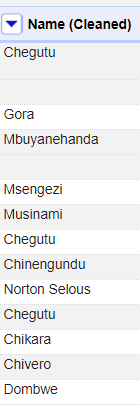 Name (Cleaned)
Chegutu
Gora
Mbuyanehanda
Msengezi
Musinami
Chegutu
Chinengundu
Norton Selous
Chegutu
Chikara
Chivero
Dombwe